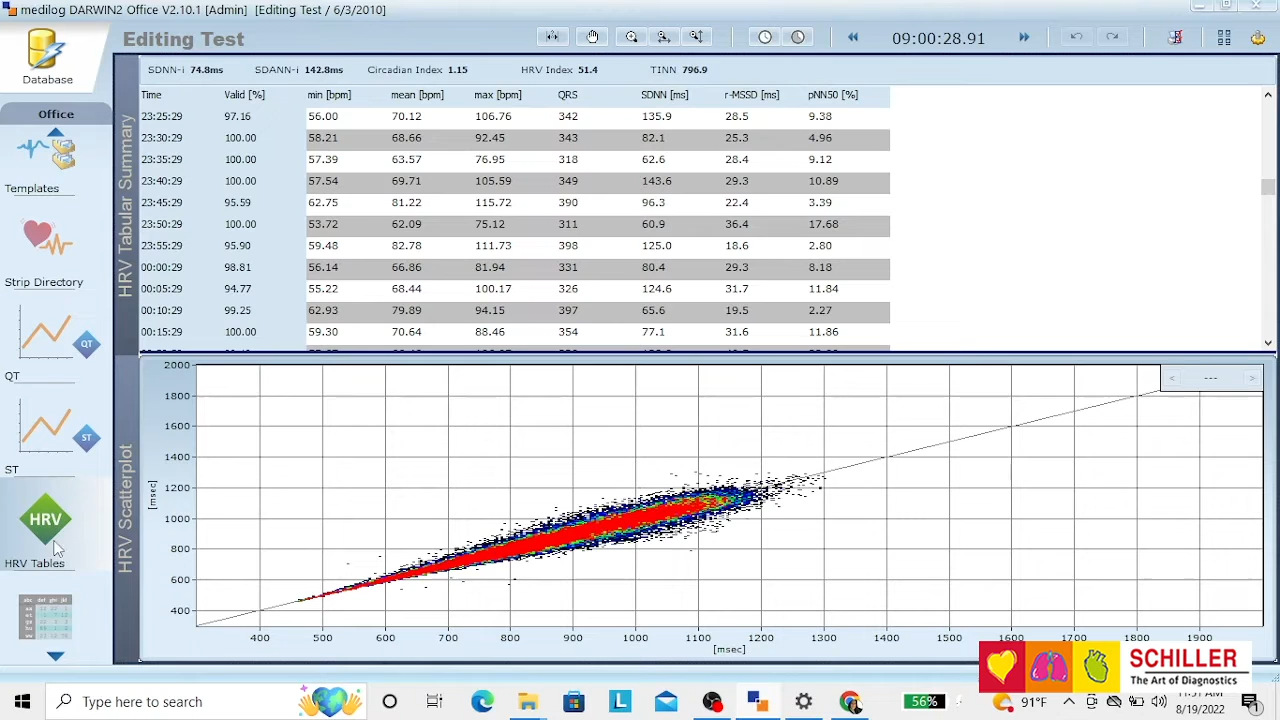 medilog DARWIN2 Office V2.10.1 [Admin] [Editing Test / 6/3/2010]
Database
Editing Test
09:00:28.91
Office
Templates
Strip Directory
QT
QT
ST
ST
HRV
HRV Tables
HRV Tabular Summary
SDNN-i 74.8ms SDANN-i 142.8ms Circadian Index 1.15 HRV Index 51.4 TINN 796.9
Time Valid [%] min [bpm] mean [bpm] max [bpm] QRS SDNN [ms] r-MSSD [ms] pNN50 [%]
23:25:29 97.16 56.00 70.12 106.76 342 135.9 28.5 9.35
23:30:29 100.00 58.21 68.66 92.45 343 82.1 25.3 4.96
23:35:29 100.00 57.39 63.57 76.95 318 62.6 28.4 9.12
23:40:29 100.00 57.54 69.71 105.59 349 143.6 29.3 10.89
23:45:29 95.59 62.75 81.22 115.72 390 96.3 22.4 3.39
23:50:29 100.00 53.72 62.09 75.12 311 60.9 36.4 17.68
23:55:29 95.90 59.48 82.78 111.73 398 125.0 18.6 2.80
00:00:29 98.81 56.14 66.86 81.94 331 80.4 29.3 8.18
00:05:29 94.77 55.22 68.44 100.17 326 124.6 31.7 11.84
00:10:29 99.25 62.93 79.89 94.15 397 65.6 19.5 2.27
00:15:29 100.00 59.30 70.64 88.46 354 77.1 31.6 11.86
HRV Scatterplot
< --- >
2000
1800
1600
1400
1200
1000
800
600
400
[msec]
400 500 600 700 800 900 1000 1100 1200 1300 1400 1500 1600 1700 1800 1900
[msec]
SCHILLER
The Art of Diagnostics
Type here to search
56%
91°F
8/19/2022